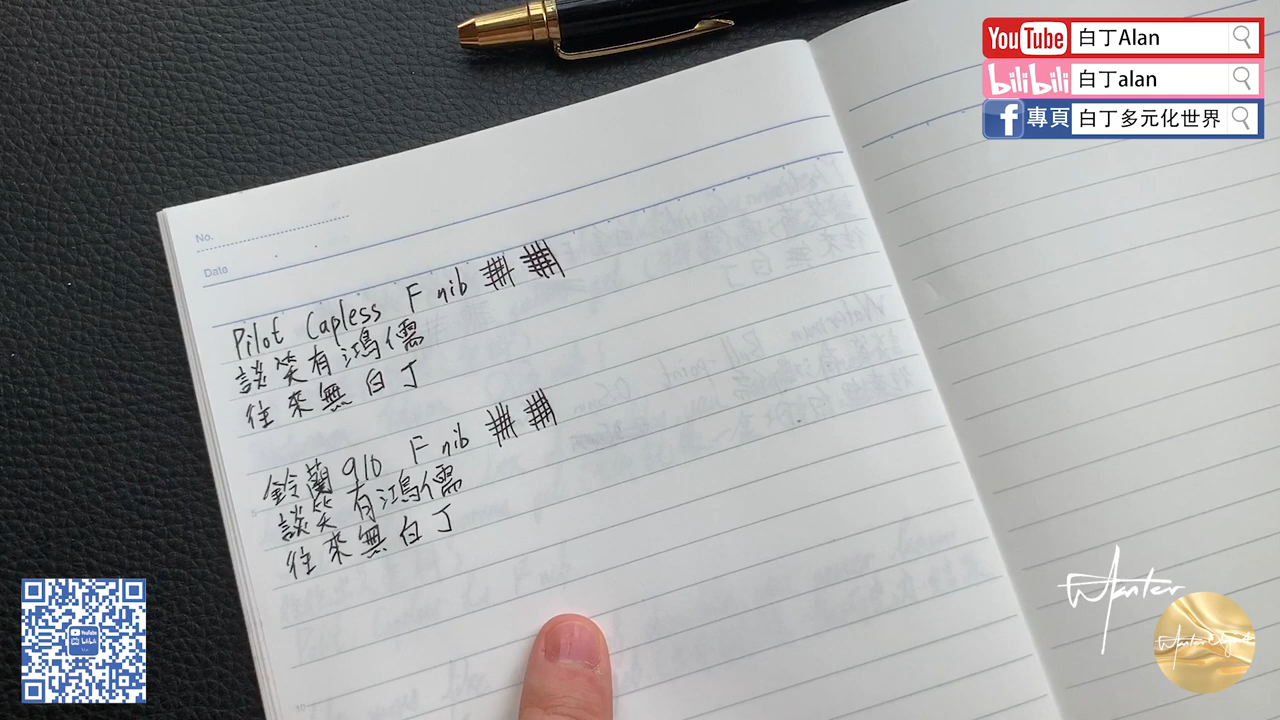 YouTube 白丁Alan
bilibili 白丁alan
f 專頁 白丁多元化世界
No.
Date
Pilot Capless F nib
談笑有鴻儒
往來無白丁
鈴蘭 910 F nib
談笑有鴻儒
往來無白丁